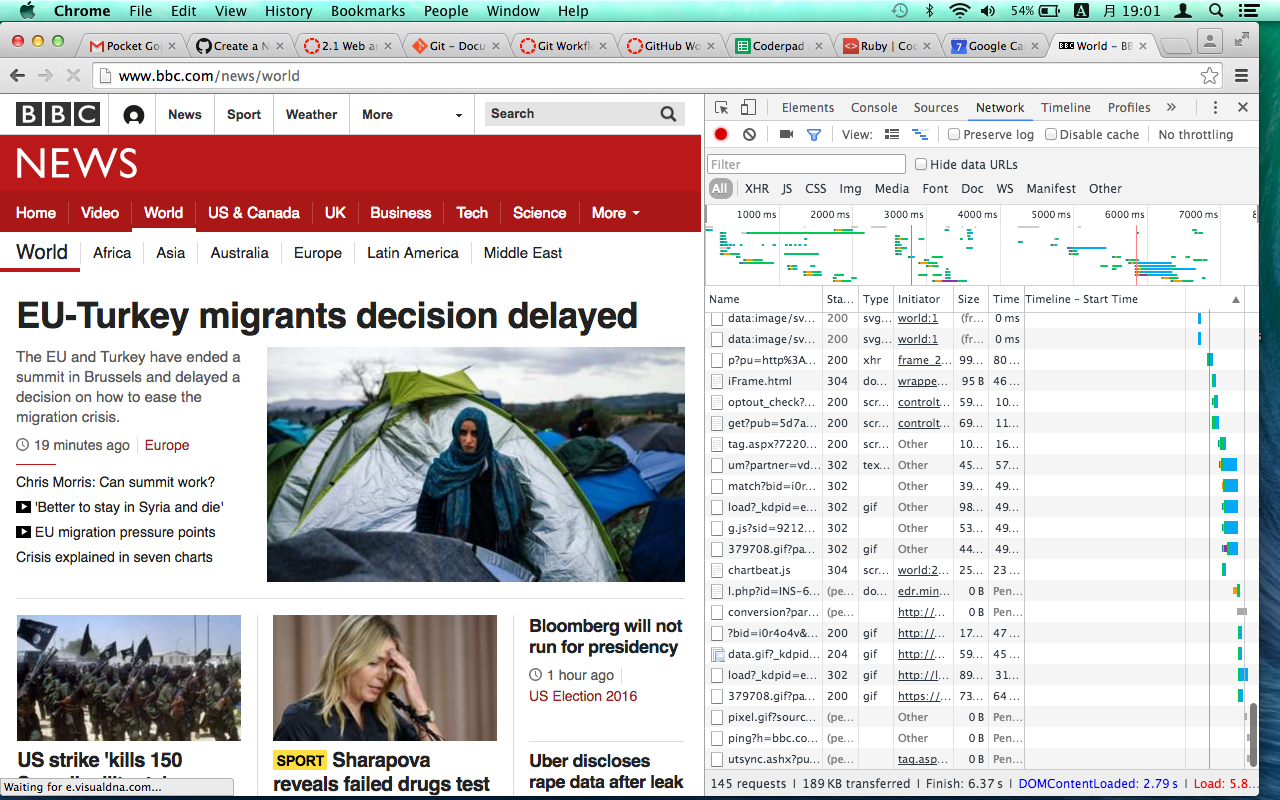 Chrome File Edit View History Bookmarks People Window Help 54% A 月 19:01
Pocket Go Create a N 2.1 Web a Git – Docu Git Workfl GitHub Wo Coderpad Ruby | Coc Google Ca World – BB
www.bbc.com/news/world
BBC News Sport Weather More Search
NEWS
Home Video World US & Canada UK Business Tech Science More
World Africa Asia Australia Europe Latin America Middle East
EU-Turkey migrants decision delayed
The EU and Turkey have ended a
summit in Brussels and delayed a
decision on how to ease the
migration crisis.
19 minutes ago Europe
Chris Morris: Can summit work?
'Better to stay in Syria and die'
EU migration pressure points
Crisis explained in seven charts
US strike 'kills 150
SPORT Sharapova
reveals failed drugs test
Bloomberg will not
run for presidency
1 hour ago
US Election 2016
Uber discloses
rape data after leak
Waiting for e.visualdna.com...
Elements Console Sources Network Timeline Profiles »
View: Preserve log Disable cache No throttling
Filter Hide data URLs
All XHR JS CSS Img Media Font Doc WS Manifest Other
1000 ms 2000 ms 3000 ms 4000 ms 5000 ms 6000 ms 7000 ms 8
Name Sta... Type Initiator Size Time Timeline – Start Time
data:image/sv... 200 svg... world:1 (fr... 0 ms
data:image/sv... 200 svg... world:1 (fr... 0 ms
p?pu=http%3A... 200 xhr frame_2... 99... 80 ...
iFrame.html 304 do... wrappe... 95 B 46 ...
optout_check?... 200 scr... controlt... 59... 10...
get?pub=5d7a... 200 scr... controlt... 69... 11...
tag.aspx?7220... 200 scr... Other 10... 16...
um?partner=vd... 302 tex... Other 45... 57...
match?bid=i0r... 302 Other 39... 49...
load?_kdpid=e... 302 gif Other 98... 49...
g.js?sid=9212... 302 Other 53... 49...
379708.gif?pa... 302 gif Other 44... 49...
chartbeat.js 304 scr... world:2... 25... 23 ...
l.php?id=INS-6... (pe... do... edr.min... 0 B Pen...
conversion?par... (pe... http://... 0 B Pen...
?bid=i0r4o4v&... 200 gif http://... 17... 47 ...
data.gif?_kdpid... 204 gif http://... 59... 45 ...
load?_kdpid=e... 302 gif http://l... 89... 31...
379708.gif?pa... 200 gif https://... 73... 64 ...
pixel.gif?sourc... (pe... Other 0 B Pen...
ping?h=bbc.co... (pe... Other 0 B Pen...
utsync.ashx?pu... (pe... tag.asp... 0 B Pen...
145 requests | 189 KB transferred | Finish: 6.37 s | DOMContentLoaded: 2.79 s | Load: 5.8...